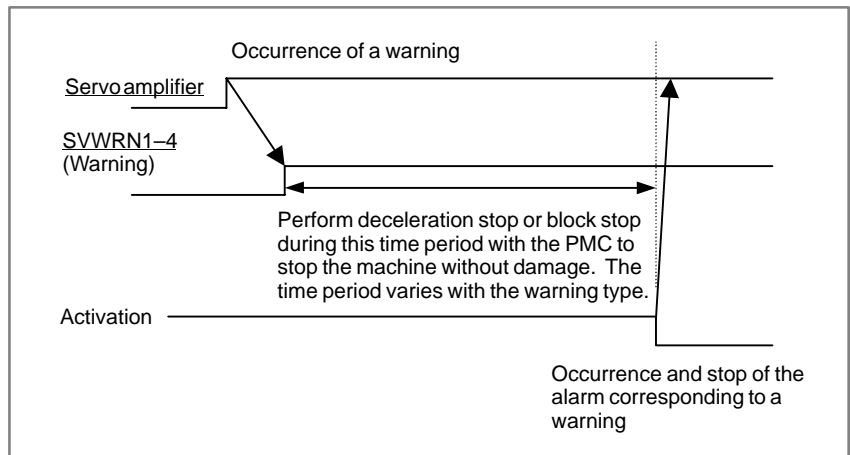 Occurrence of a warning
Servo amplifier
SVWRN1–4
(Warning)
Perform deceleration stop or block stop
during this time period with the PMC to
stop the machine without damage. The
time period varies with the warning type.
Activation
Occurrence and stop of the
alarm corresponding to a
warning